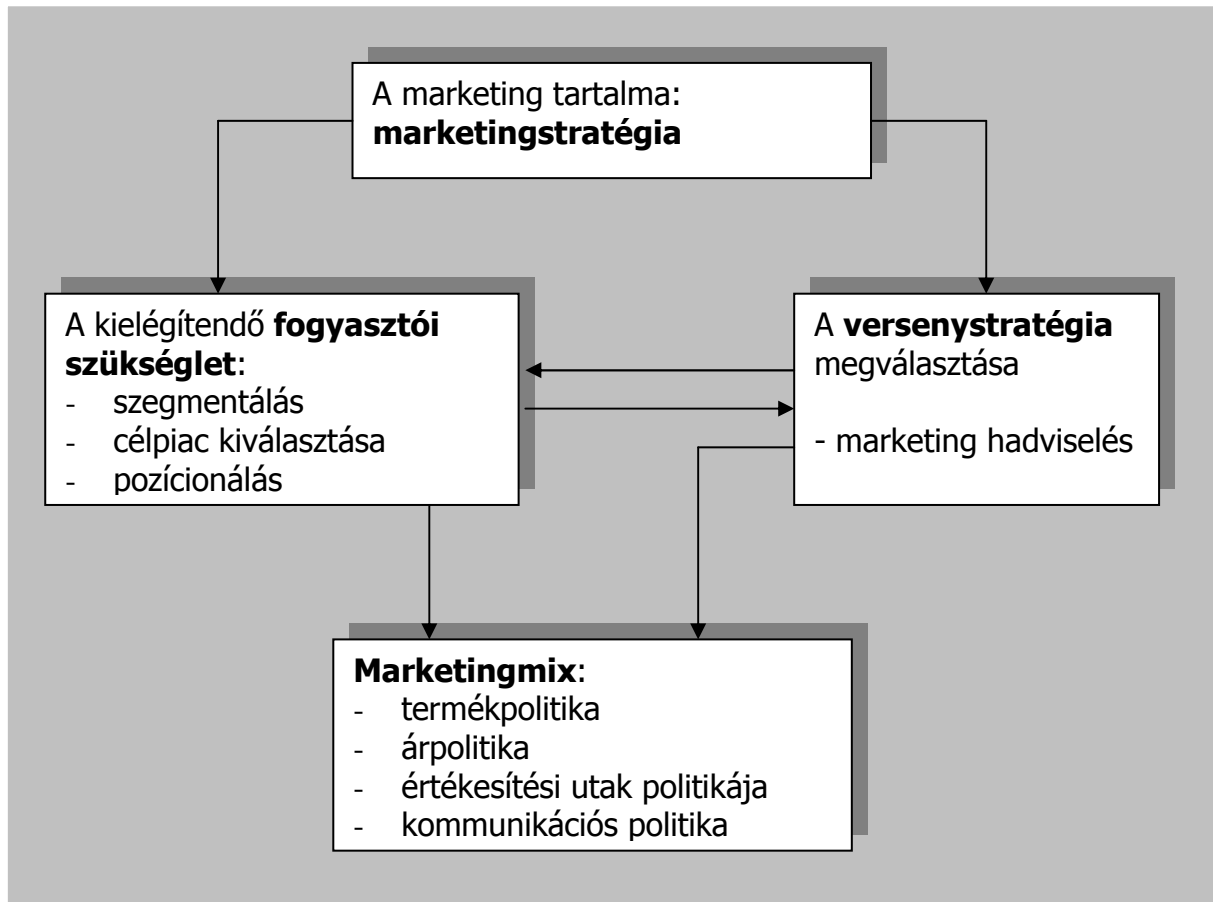 A marketing tartalma:
marketingstratégia
A kielégítendő fogyasztói
szükséglet:
- szegmentálás
- célpiac kiválasztása
- pozícionálás
A versenystratégia
megválasztása
- marketing hadviselés
Marketingmix:
- termékpolitika
- árpolitika
- értékesítési utak politikája
- kommunikációs politika